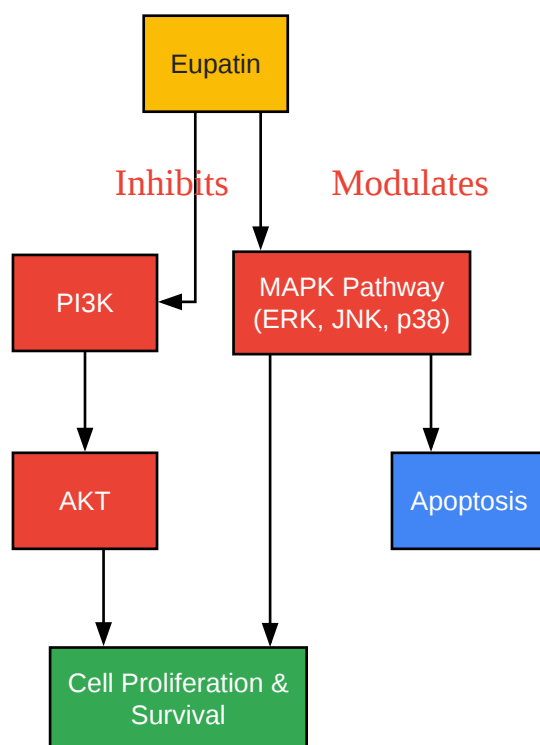 Eupatin
Inhibits
Modulates
PI3K
MAPK Pathway
(ERK, JNK, p38)
AKT
Apoptosis
Cell Proliferation &
Survival